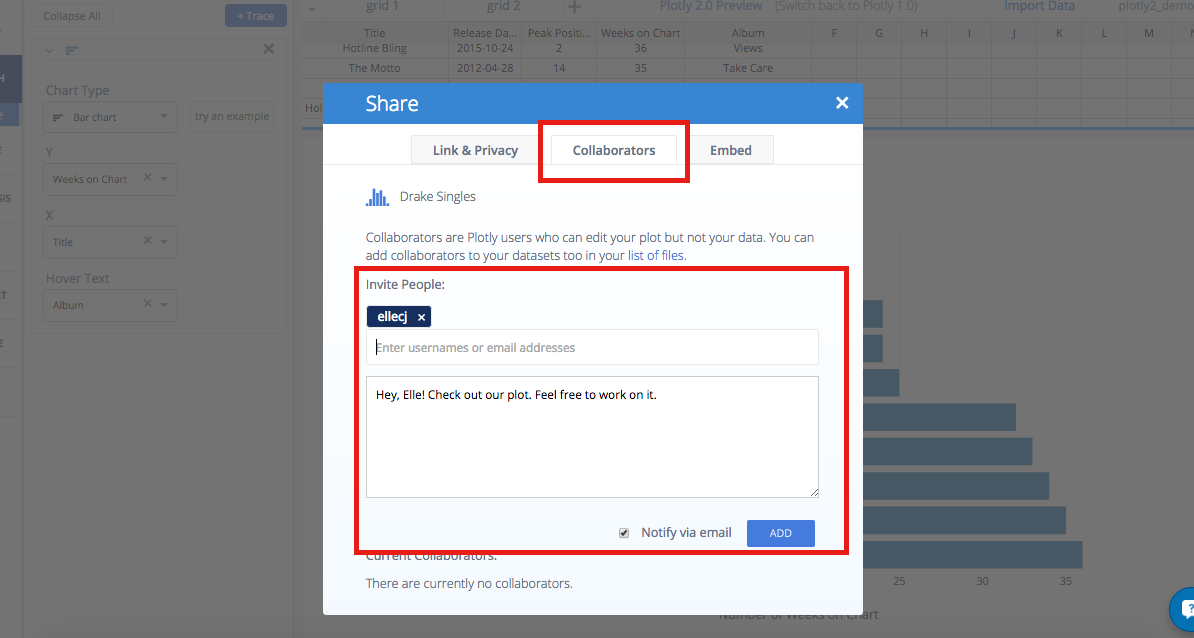 Collapse All
+ Trace
grid 1
grid 2
+
Plotly 2.0 Preview
(Switch back to Plotly 1.0)
Import Data
plotly2_demo
Title Release Da... Peak Positi... Weeks on Chart Album F G H I J K L M
Hotline Bling 2015-10-24 2 36 Views
The Motto 2012-04-28 14 35 Take Care
Hol
Chart Type
Bar chart
try an example
Y
Weeks on Chart
X
Title
Hover Text
Album
SIS
Share
Link & Privacy
Collaborators
Embed
Drake Singles
Collaborators are Plotly users who can edit your plot but not your data. You can
add collaborators to your datasets too in your list of files.
Invite People:
ellecj x
Enter usernames or email addresses
Hey, Elle! Check out our plot. Feel free to work on it.
Notify via email
ADD
Current Collaborators:
There are currently no collaborators.
25 30 35
Number of Weeks on Chart